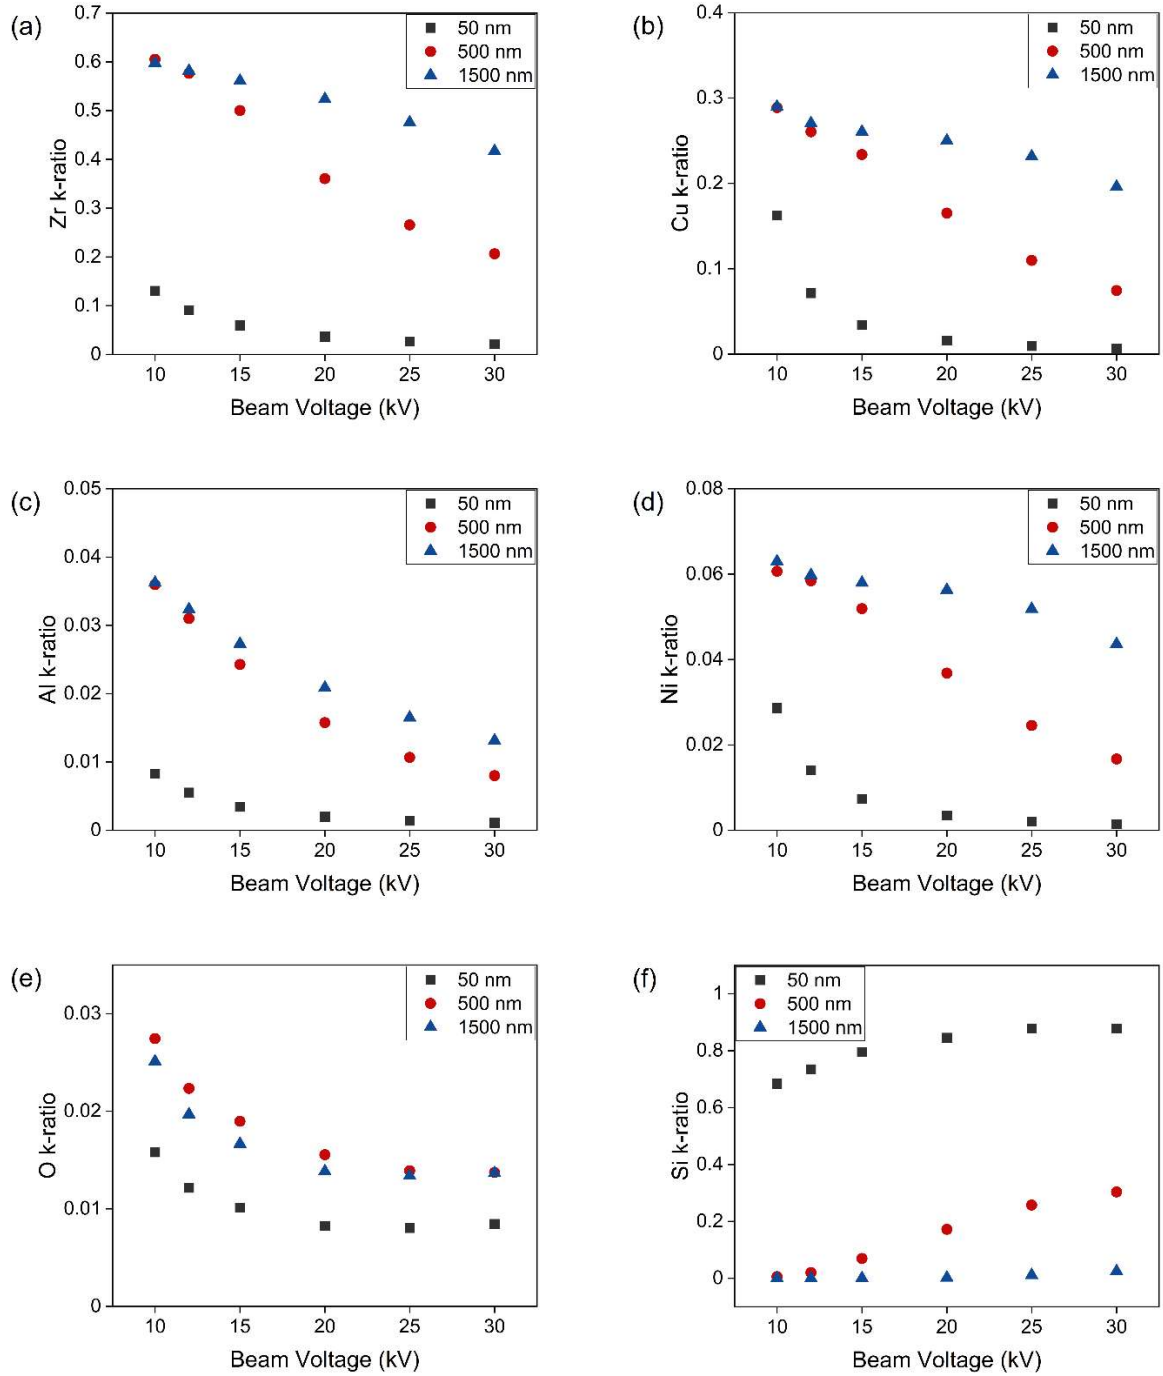 (a)
0.7
0.6
0.5
0.4
0.3
0.2
0.1
0
Zr k-ratio
50 nm
500 nm
1500 nm
10 15 20 25 30
Beam Voltage (kV)
(b)
0.4
0.3
0.2
0.1
0
Cu k-ratio
50 nm
500 nm
1500 nm
10 15 20 25 30
Beam Voltage (kV)
(c)
0.05
0.04
0.03
0.02
0.01
0
Al k-ratio
50 nm
500 nm
1500 nm
10 15 20 25 30
Beam Voltage (kV)
(d)
0.08
0.06
0.04
0.02
0
Ni k-ratio
50 nm
500 nm
1500 nm
10 15 20 25 30
Beam Voltage (kV)
(e)
0.03
0.02
0.01
0
O k-ratio
50 nm
500 nm
1500 nm
10 15 20 25 30
Beam Voltage (kV)
(f)
1
0.8
0.6
0.4
0.2
0
Si k-ratio
50 nm
500 nm
1500 nm
10 15 20 25 30
Beam Voltage (kV)